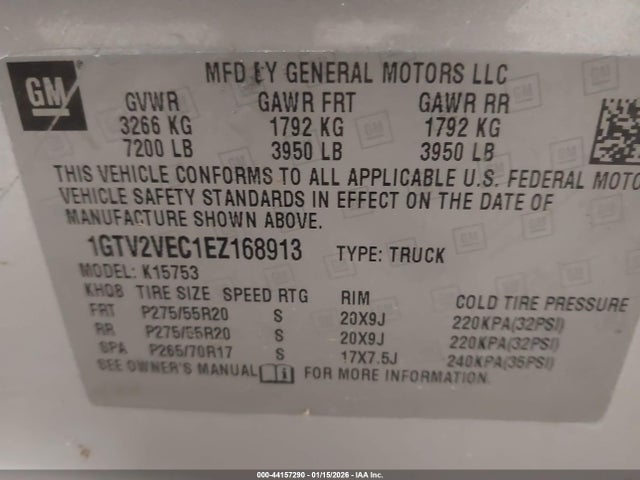 GM
MFD BY GENERAL MOTORS LLC
GVWR GAWR FRT GAWR RR
3266 KG 1792 KG 1792 KG
7200 LB 3950 LB 3950 LB
THIS VEHICLE CONFORMS TO ALL APPLICABLE U.S. FEDERAL MOTO
VEHICLE SAFETY STANDARDS IN EFFECT ON THE DATE OF
MANUFACTURE SHOWN ABOVE.
1GTV2VEC1EZ168913 TYPE: TRUCK
MODEL: K15753
KHQ8 TIRE SIZE SPEED RTG RIM COLD TIRE PRESSURE
FRT P275/55R20 S 20X9J 220KPA(32PSI)
RR P275/55R20 S 20X9J 220KPA(32PSI)
SPA P265/70R17 S 17X7.5J 240KPA(35PSI)
SEE OWNER'S MANUAL i FOR MORE INFORMATION.
000-44157290 - 01/15/2026 - IAA Inc.